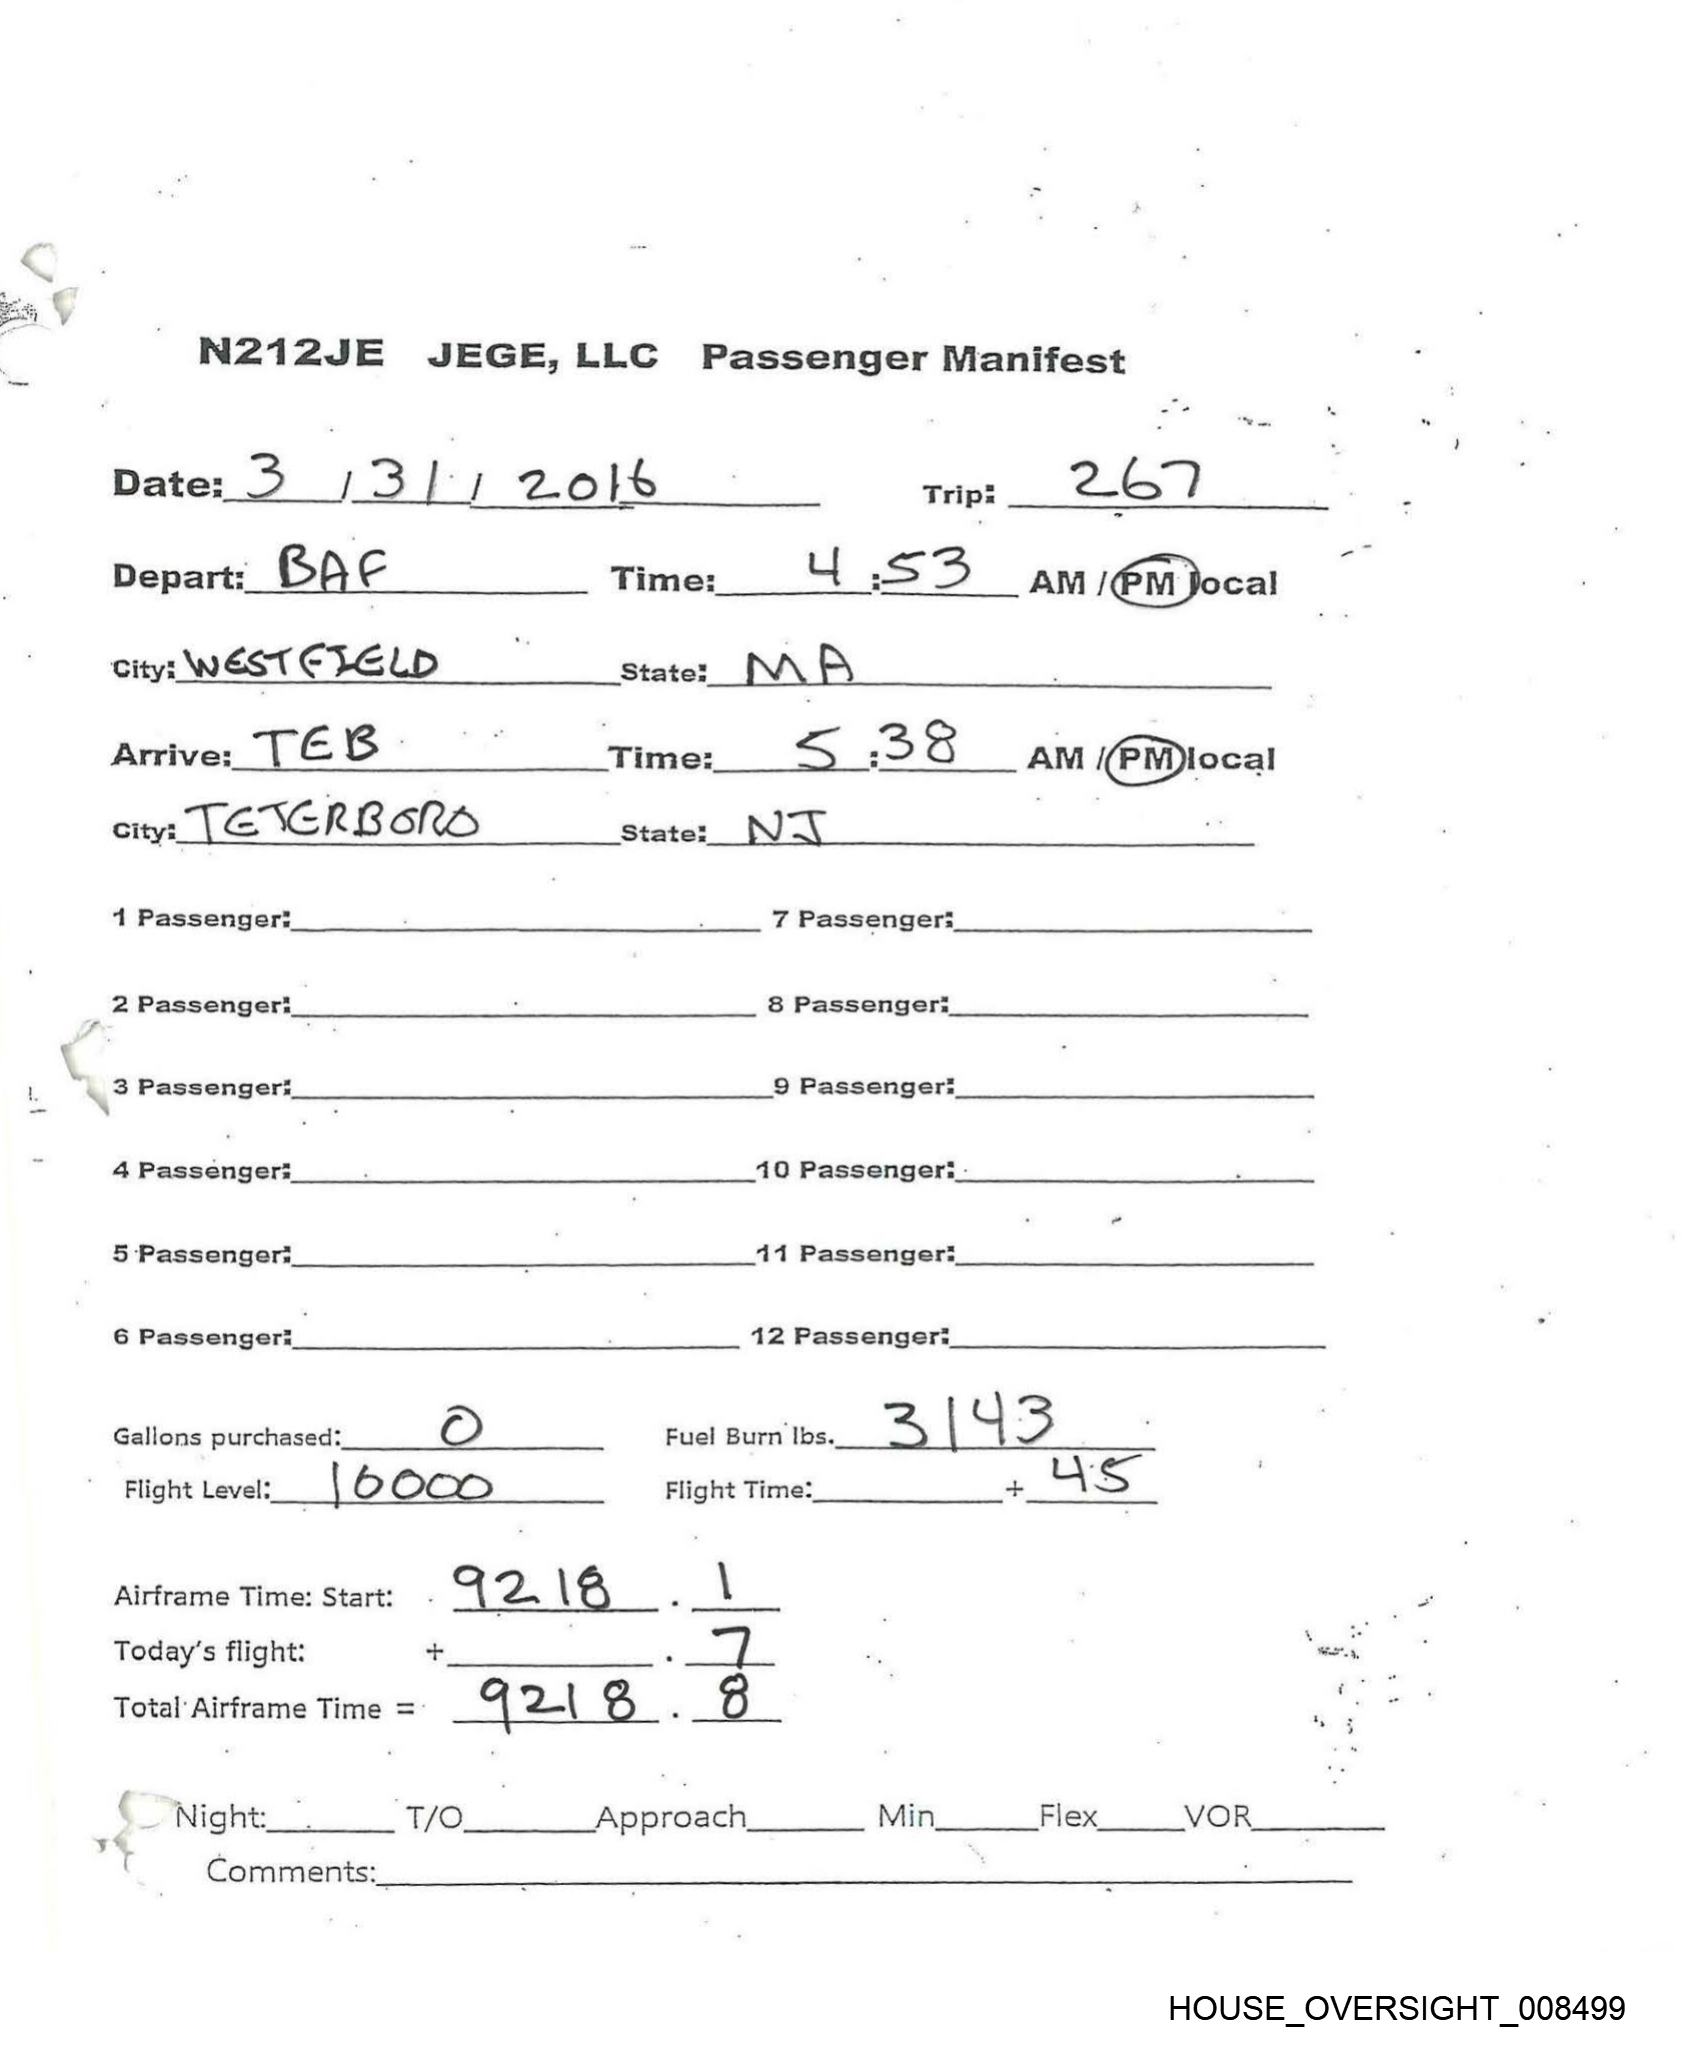 N212JE JEGE, LLC Passenger Manifest
Date: 3 / 31 / 2016 Trip: 267
Depart: BAF Time: 4 : 53 AM / PM local
City: WESTFIELD State: MA
Arrive: TEB Time: 5 : 38 AM / PM local
City: TETERBORO State: NJ
1 Passenger: 7 Passenger:
2 Passenger: 8 Passenger:
3 Passenger: 9 Passenger:
4 Passenger: 10 Passenger:
5 Passenger: 11 Passenger:
6 Passenger: 12 Passenger:
Gallons purchased: 0 Fuel Burn lbs. 3143
Flight Level: 16000 Flight Time: + 45
Airframe Time: Start: 9218 . 1
Today's flight: + . 7
Total Airframe Time = 9218 . 8
Night: T/O Approach Min Flex VOR
Comments:
HOUSE_OVERSIGHT_008499